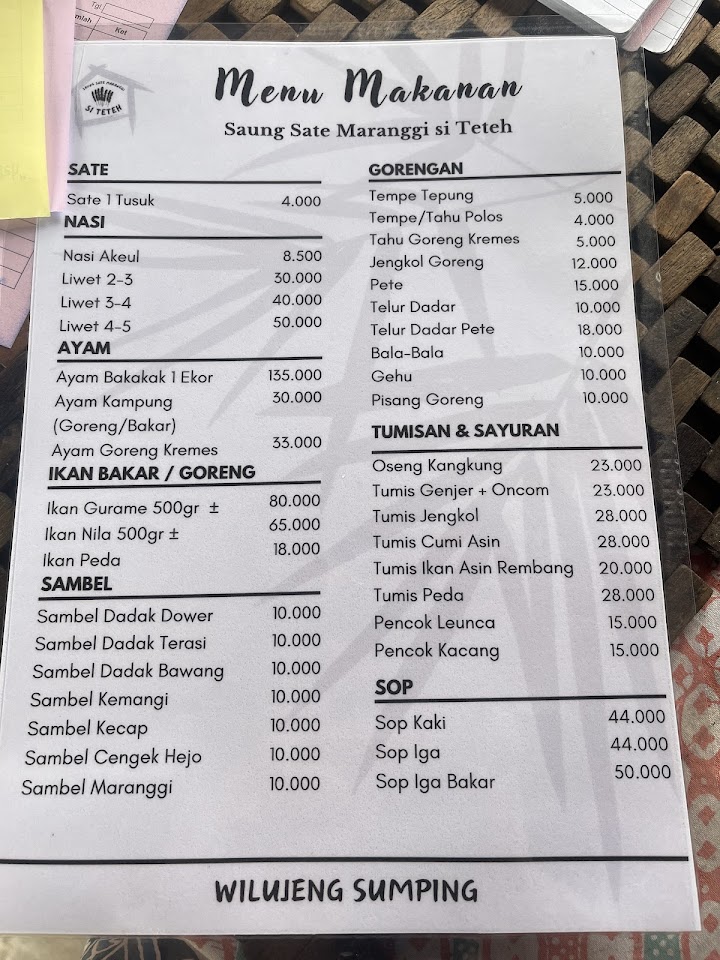 Menu Makanan
Saung Sate Maranggi si Teteh
SI TETEH
SATE
Sate 1 Tusuk 4.000
NASI
Nasi Akeul 8.500
Liwet 2-3 30.000
Liwet 3-4 40.000
Liwet 4-5 50.000
AYAM
Ayam Bakakak 1 Ekor 135.000
Ayam Kampung 30.000
(Goreng/Bakar)
Ayam Goreng Kremes 33.000
IKAN BAKAR / GORENG
Ikan Gurame 500gr ± 80.000
Ikan Nila 500gr ± 65.000
Ikan Peda 18.000
SAMBEL
Sambel Dadak Dower 10.000
Sambel Dadak Terasi 10.000
Sambel Dadak Bawang 10.000
Sambel Kemangi 10.000
Sambel Kecap 10.000
Sambel Cengek Hejo 10.000
Sambel Maranggi 10.000
GORENGAN
Tempe Tepung 5.000
Tempe/Tahu Polos 4.000
Tahu Goreng Kremes 5.000
Jengkol Goreng 12.000
Pete 15.000
Telur Dadar 10.000
Telur Dadar Pete 18.000
Bala-Bala 10.000
Gehu 10.000
Pisang Goreng 10.000
TUMISAN & SAYURAN
Oseng Kangkung 23.000
Tumis Genjer + Oncom 23.000
Tumis Jengkol 28.000
Tumis Cumi Asin 28.000
Tumis Ikan Asin Rembang 20.000
Tumis Peda 28.000
Pencok Leunca 15.000
Pencok Kacang 15.000
SOP
Sop Kaki 44.000
Sop Iga 44.000
Sop Iga Bakar 50.000
WILUJENG SUMPING